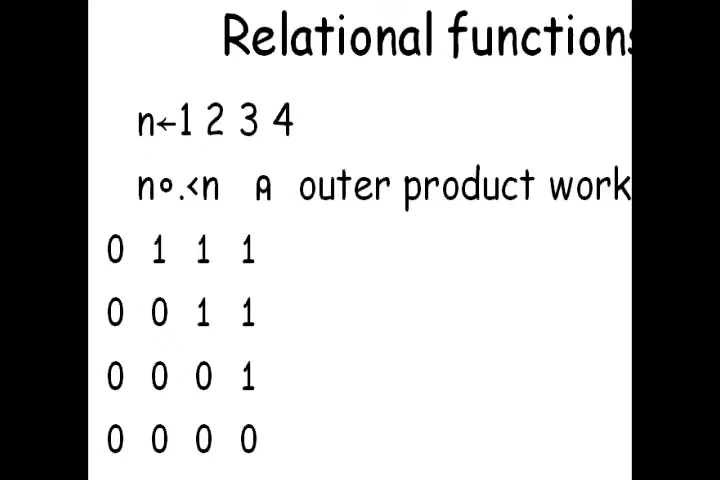 Relational functions
n←1 2 3 4
n∘.<n ⍝ outer product work
0 1 1 1
0 0 1 1
0 0 0 1
0 0 0 0